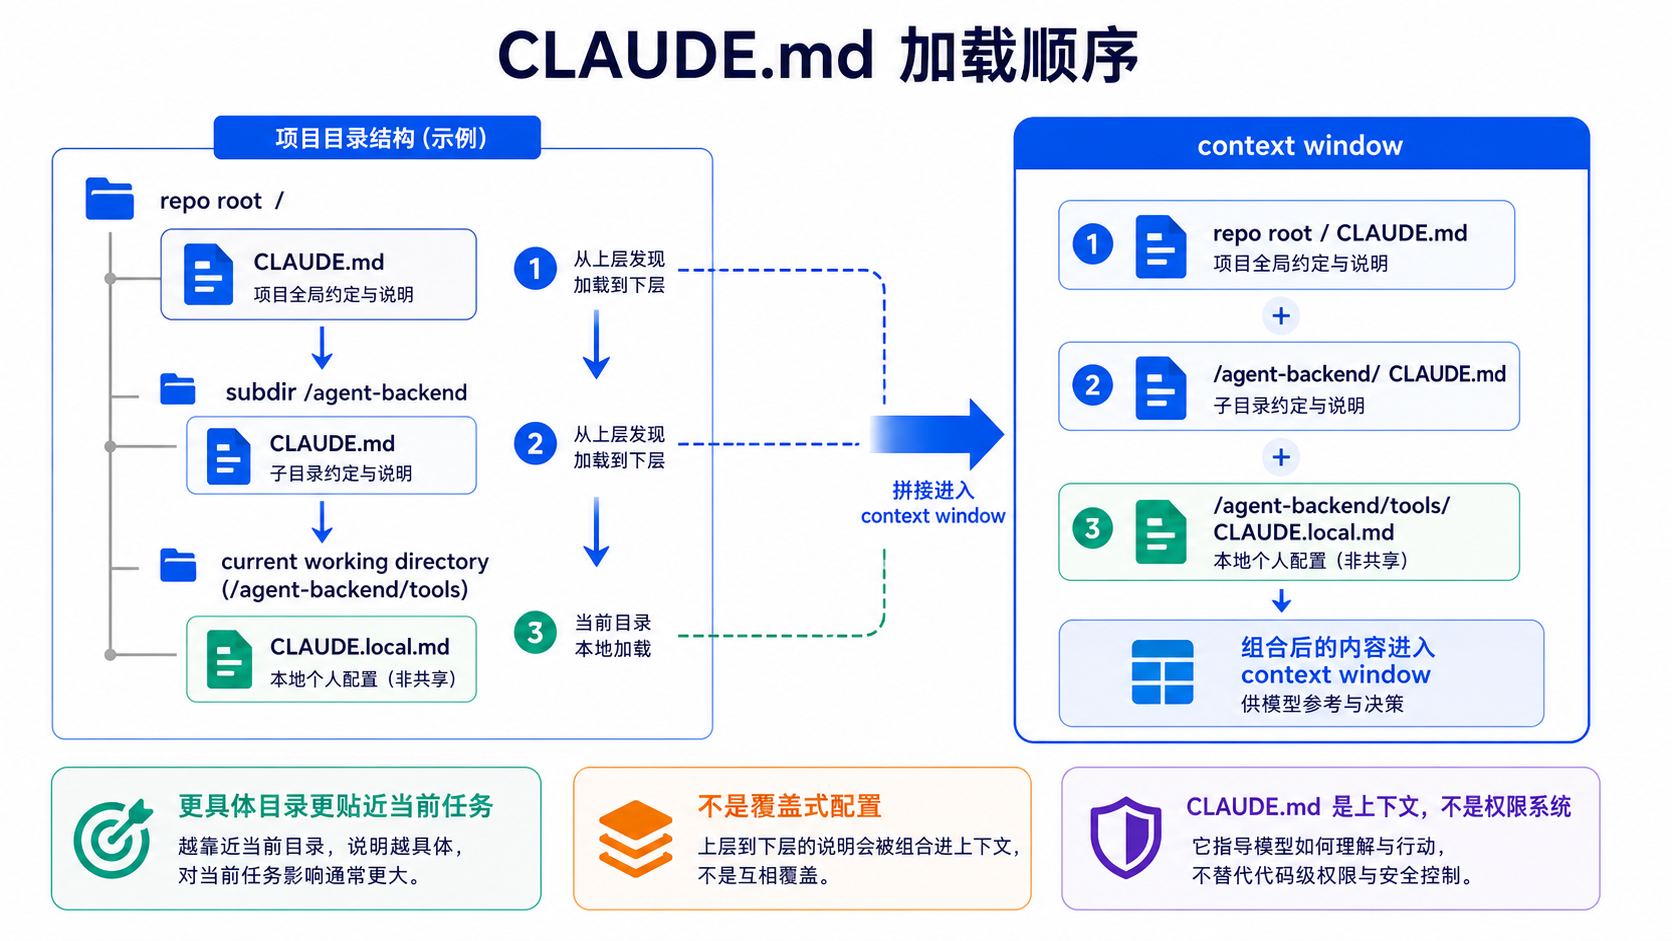 CLAUDE.md 加载顺序
项目目录结构 (示例)
repo root /
CLAUDE.md
项目全局约定与说明
subdir /agent-backend
CLAUDE.md
子目录约定与说明
current working directory
(/agent-backend/tools)
CLAUDE.local.md
本地个人配置（非共享）
1
从上层发现
加载到下层
2
从上层发现
加载到下层
3
当前目录
本地加载
拼接进入
context window
context window
1
repo root / CLAUDE.md
项目全局约定与说明
+
2
/agent-backend/ CLAUDE.md
子目录约定与说明
+
3
/agent-backend/tools/
CLAUDE.local.md
本地个人配置（非共享）
组合后的内容进入
context window
供模型参考与决策
更具体目录更贴近当前任务
越靠近当前目录，说明越具体，
对当前任务影响通常更大。
不是覆盖式配置
上层到下层的说明会被组合进上下文，
不是互相覆盖。
CLAUDE.md 是上下文，不是权限系统
它指导模型如何理解与行动，
不替代代码级权限与安全控制。